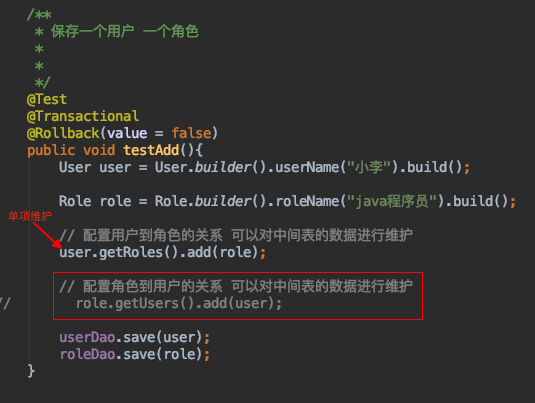 /**
* 保存一个用户 一个角色
*
*
*/
@Test
@Transactional
@Rollback(value = false)
public void testAdd(){
User user = User.builder().userName("小李").build();
Role role = Role.builder().roleName("java程序员").build();
单项维护
// 配置用户到角色的关系 可以对中间表的数据进行维护
user.getRoles().add(role);
// 配置角色到用户的关系 可以对中间表的数据进行维护
// role.getUsers().add(user);
userDao.save(user);
roleDao.save(role);
}